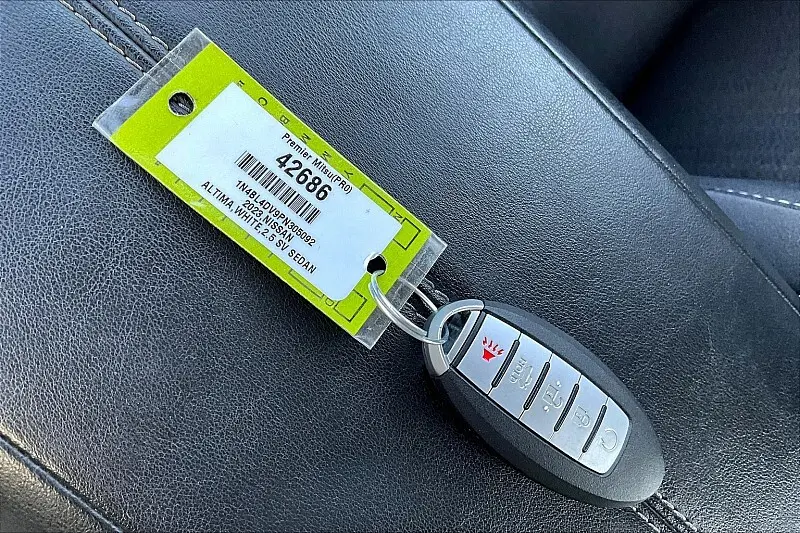 Premier Mitsu(PRO)
42686
1N4BL4DV9PN305092
2023,NISSAN
ALTIMA,WHITE,2.5 SV SEDAN